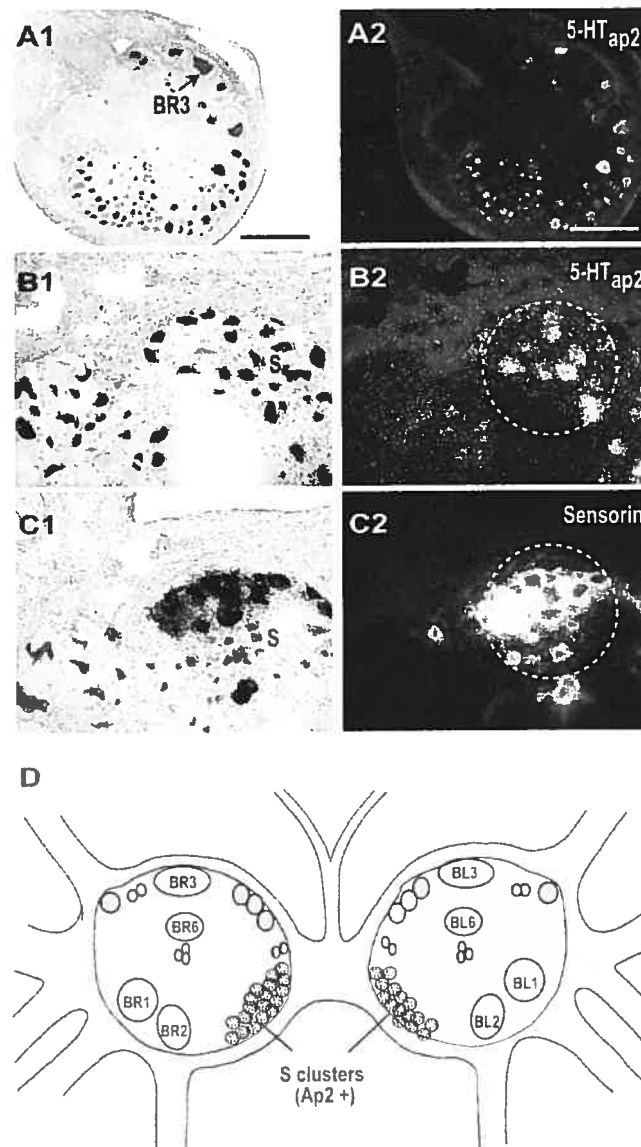 A1
A2
5-HTap2
BR3
B1
B2
5-HTap2
S
C1
C2
Sensorin
S
D
BR3
BL3
BR6
BL6
BR1
BR2
BL1
BL2
S clusters
(Ap2 +)